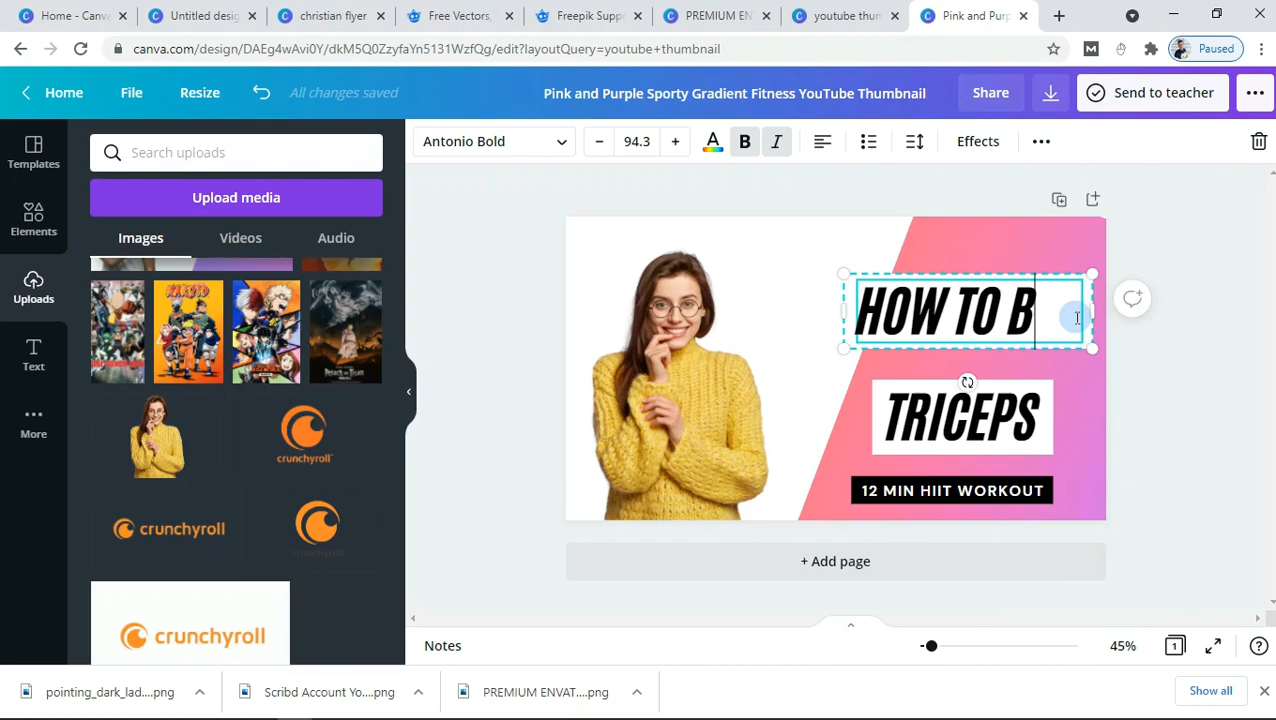 Home - Canva
Untitled desig
christian flyer
Free Vectors,
Freepik Suppo
PREMIUM EN
youtube thum
Pink and Purp
canva.com/design/DAEg4wAvi0Y/dkM5Q0ZzyfaYn5131WzfQg/edit?layoutQuery=youtube+thumbnail
M
Paused
Home
File
Resize
All changes saved
Pink and Purple Sporty Gradient Fitness YouTube Thumbnail
Share
Send to teacher
Templates
Elements
Uploads
Text
More
Search uploads
Upload media
Images
Videos
Audio
crunchyroll
crunchyroll
crunchyroll
crunchyroll
Antonio Bold
94.3
A
B
I
Effects
HOW TO B
TRICEPS
12 MIN HIIT WORKOUT
+ Add page
Notes
45%
1
pointing_dark_lad....png
Scribd Account Yo....png
PREMIUM ENVAT....png
Show all